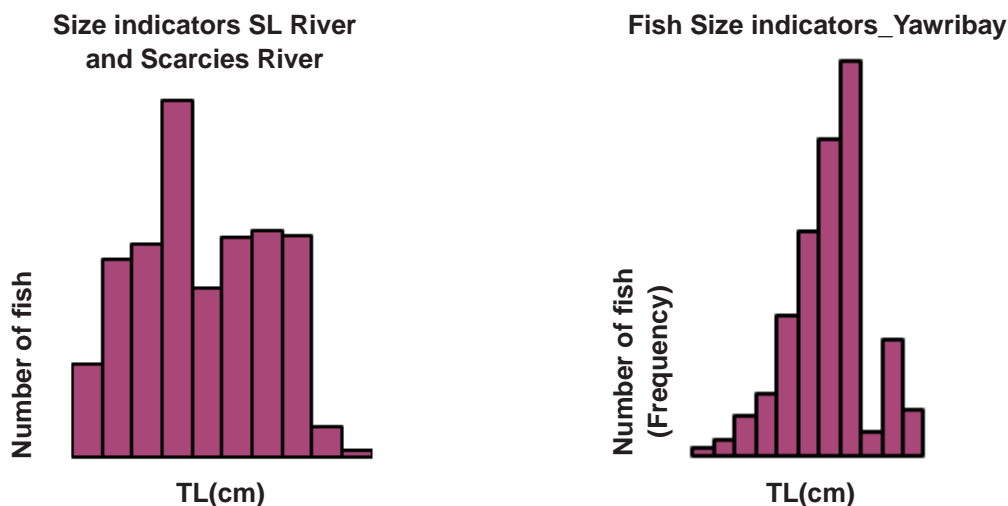 Size indicators SL River
and Scarcies River
Number of fish
TL(cm)
Fish Size indicators_Yawribay
Number of fish
(Frequency)
TL(cm)